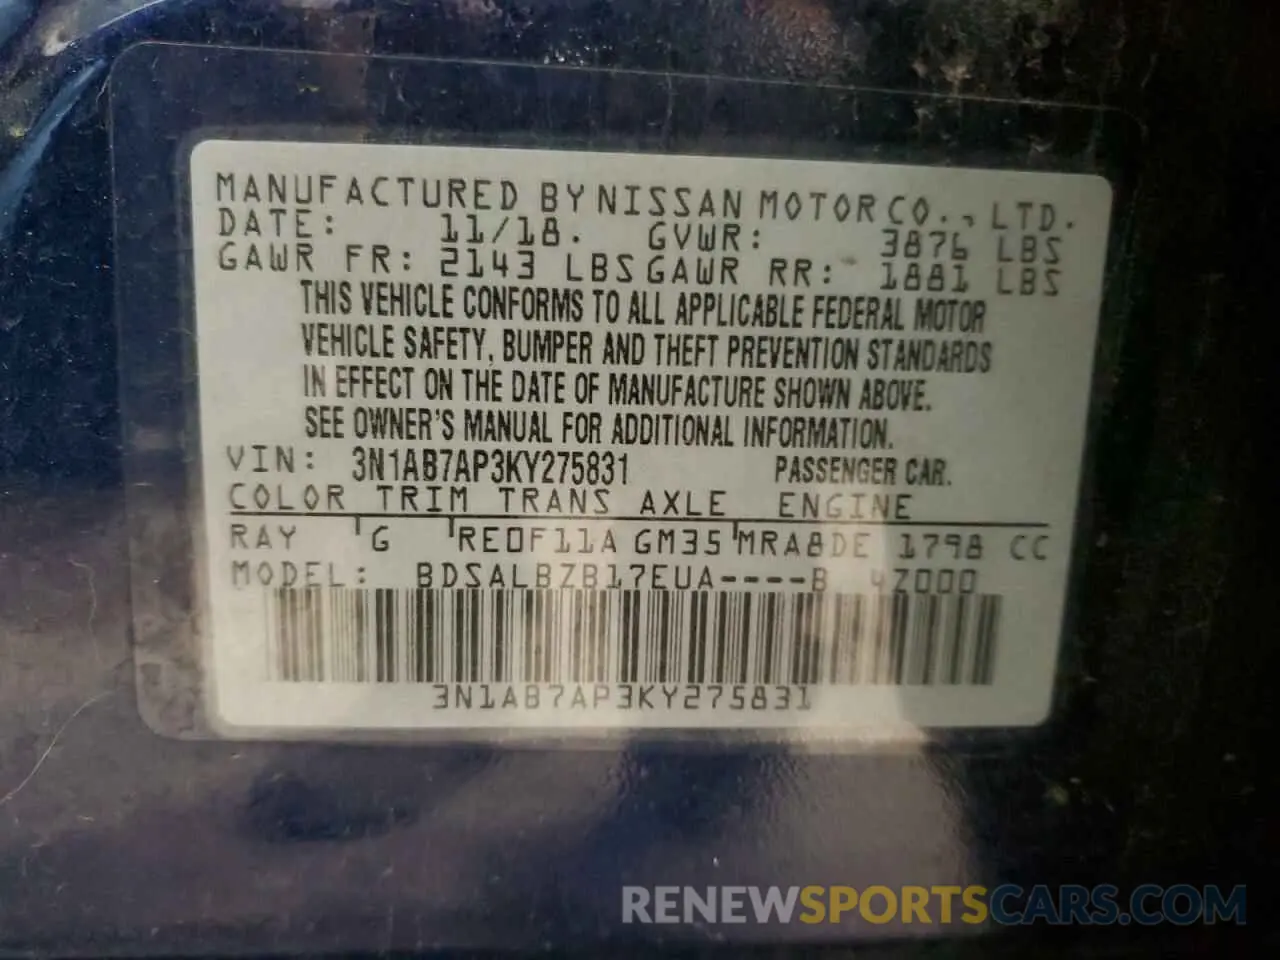 MANUFACTURED BY NISSAN MOTOR CO., LTD.
DATE: 11/18. GVWR: 3876 LBS
GAWR FR: 2143 LBS GAWR RR: 1881 LBS
THIS VEHICLE CONFORMS TO ALL APPLICABLE FEDERAL MOTOR
VEHICLE SAFETY, BUMPER AND THEFT PREVENTION STANDARDS
IN EFFECT ON THE DATE OF MANUFACTURE SHOWN ABOVE.
SEE OWNER'S MANUAL FOR ADDITIONAL INFORMATION.
VIN: 3N1AB7AP3KY275831 PASSENGER CAR.
COLOR TRIM TRANS AXLE ENGINE
RAY G RE0F11A GM35 MRA8DE 1798 CC
MODEL: BDSALBZB17EUA----B 4Z000
3N1AB7AP3KY275831
RENEWSPORTSCARS.COM